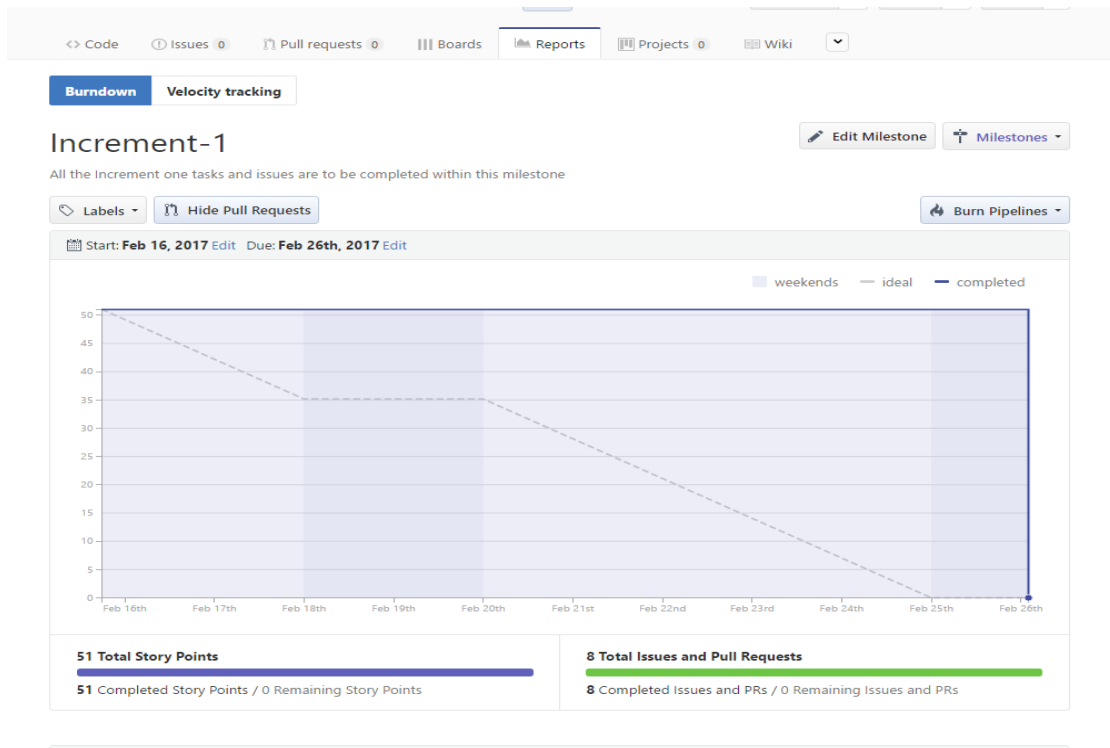 <> Code Issues 0 Pull requests 0 Boards Reports Projects 0 Wiki
Burndown Velocity tracking
Increment-1
Edit Milestone Milestones
All the Increment one tasks and issues are to be completed within this milestone
Labels Hide Pull Requests Burn Pipelines
Start: Feb 16, 2017 Edit Due: Feb 26th, 2017 Edit
weekends ideal completed
50
45
40
35
30
25
20
15
10
5
0
Feb 16th Feb 17th Feb 18th Feb 19th Feb 20th Feb 21st Feb 22nd Feb 23rd Feb 24th Feb 25th Feb 26th
51 Total Story Points
51 Completed Story Points / 0 Remaining Story Points
8 Total Issues and Pull Requests
8 Completed Issues and PRs / 0 Remaining Issues and PRs